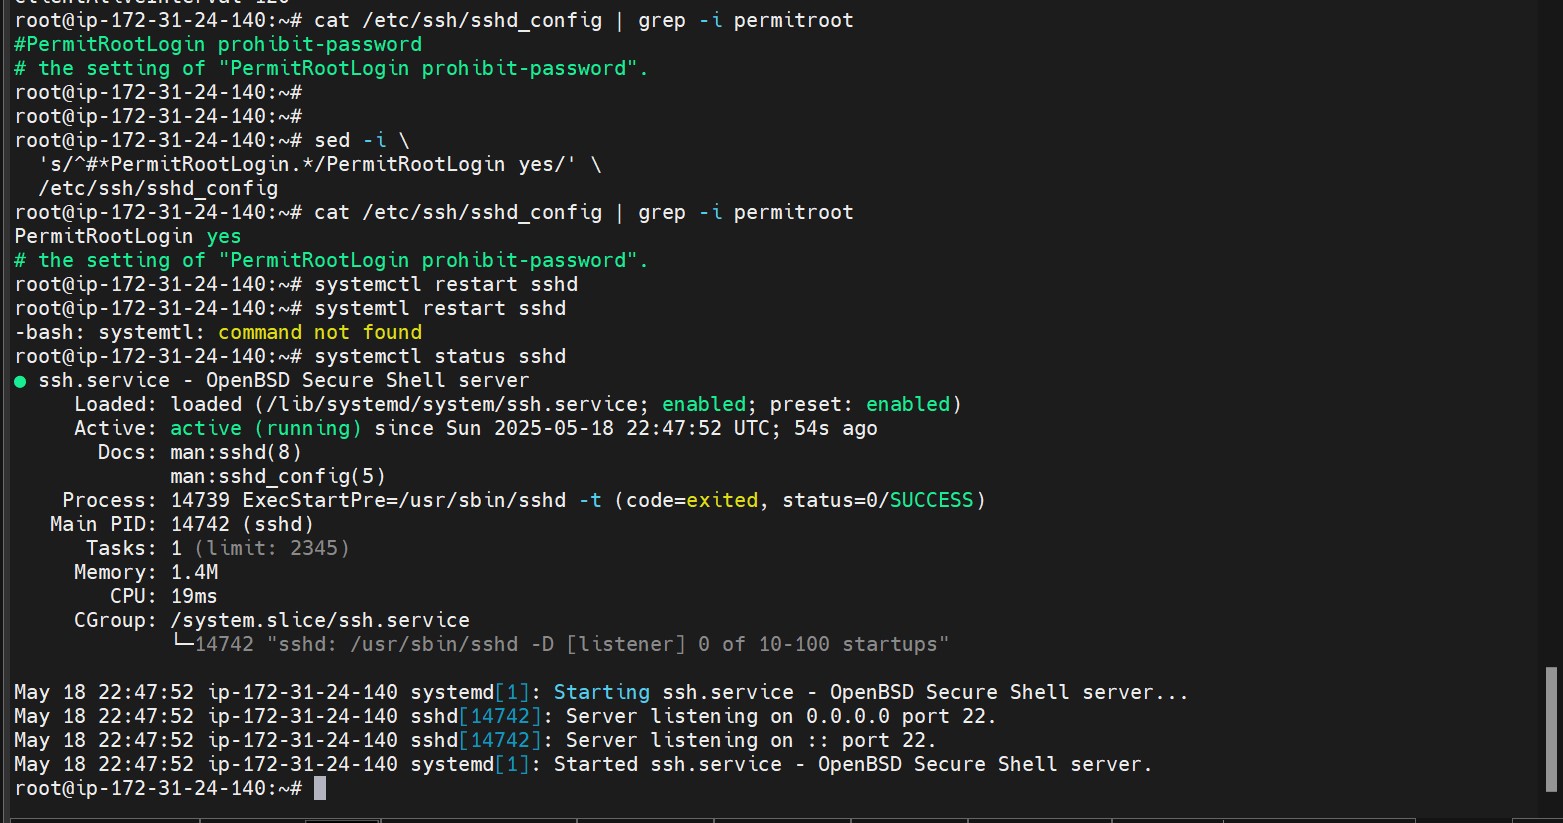 ClientAliveInterval 120
root@ip-172-31-24-140:~# cat /etc/ssh/sshd_config | grep -i permitroot
#PermitRootLogin prohibit-password
# the setting of "PermitRootLogin prohibit-password".
root@ip-172-31-24-140:~#
root@ip-172-31-24-140:~#
root@ip-172-31-24-140:~# sed -i \
  's/^#*PermitRootLogin.*/PermitRootLogin yes/' \
  /etc/ssh/sshd_config
root@ip-172-31-24-140:~# cat /etc/ssh/sshd_config | grep -i permitroot
PermitRootLogin yes
# the setting of "PermitRootLogin prohibit-password".
root@ip-172-31-24-140:~# systemctl restart sshd
root@ip-172-31-24-140:~# systemtl restart sshd
-bash: systemtl: command not found
root@ip-172-31-24-140:~# systemctl status sshd
● ssh.service - OpenBSD Secure Shell server
     Loaded: loaded (/lib/systemd/system/ssh.service; enabled; preset: enabled)
     Active: active (running) since Sun 2025-05-18 22:47:52 UTC; 54s ago
       Docs: man:sshd(8)
             man:sshd_config(5)
    Process: 14739 ExecStartPre=/usr/sbin/sshd -t (code=exited, status=0/SUCCESS)
   Main PID: 14742 (sshd)
      Tasks: 1 (limit: 2345)
     Memory: 1.4M
        CPU: 19ms
     CGroup: /system.slice/ssh.service
             └─14742 "sshd: /usr/sbin/sshd -D [listener] 0 of 10-100 startups"
May 18 22:47:52 ip-172-31-24-140 systemd[1]: Starting ssh.service - OpenBSD Secure Shell server...
May 18 22:47:52 ip-172-31-24-140 sshd[14742]: Server listening on 0.0.0.0 port 22.
May 18 22:47:52 ip-172-31-24-140 sshd[14742]: Server listening on :: port 22.
May 18 22:47:52 ip-172-31-24-140 systemd[1]: Started ssh.service - OpenBSD Secure Shell server.
root@ip-172-31-24-140:~#